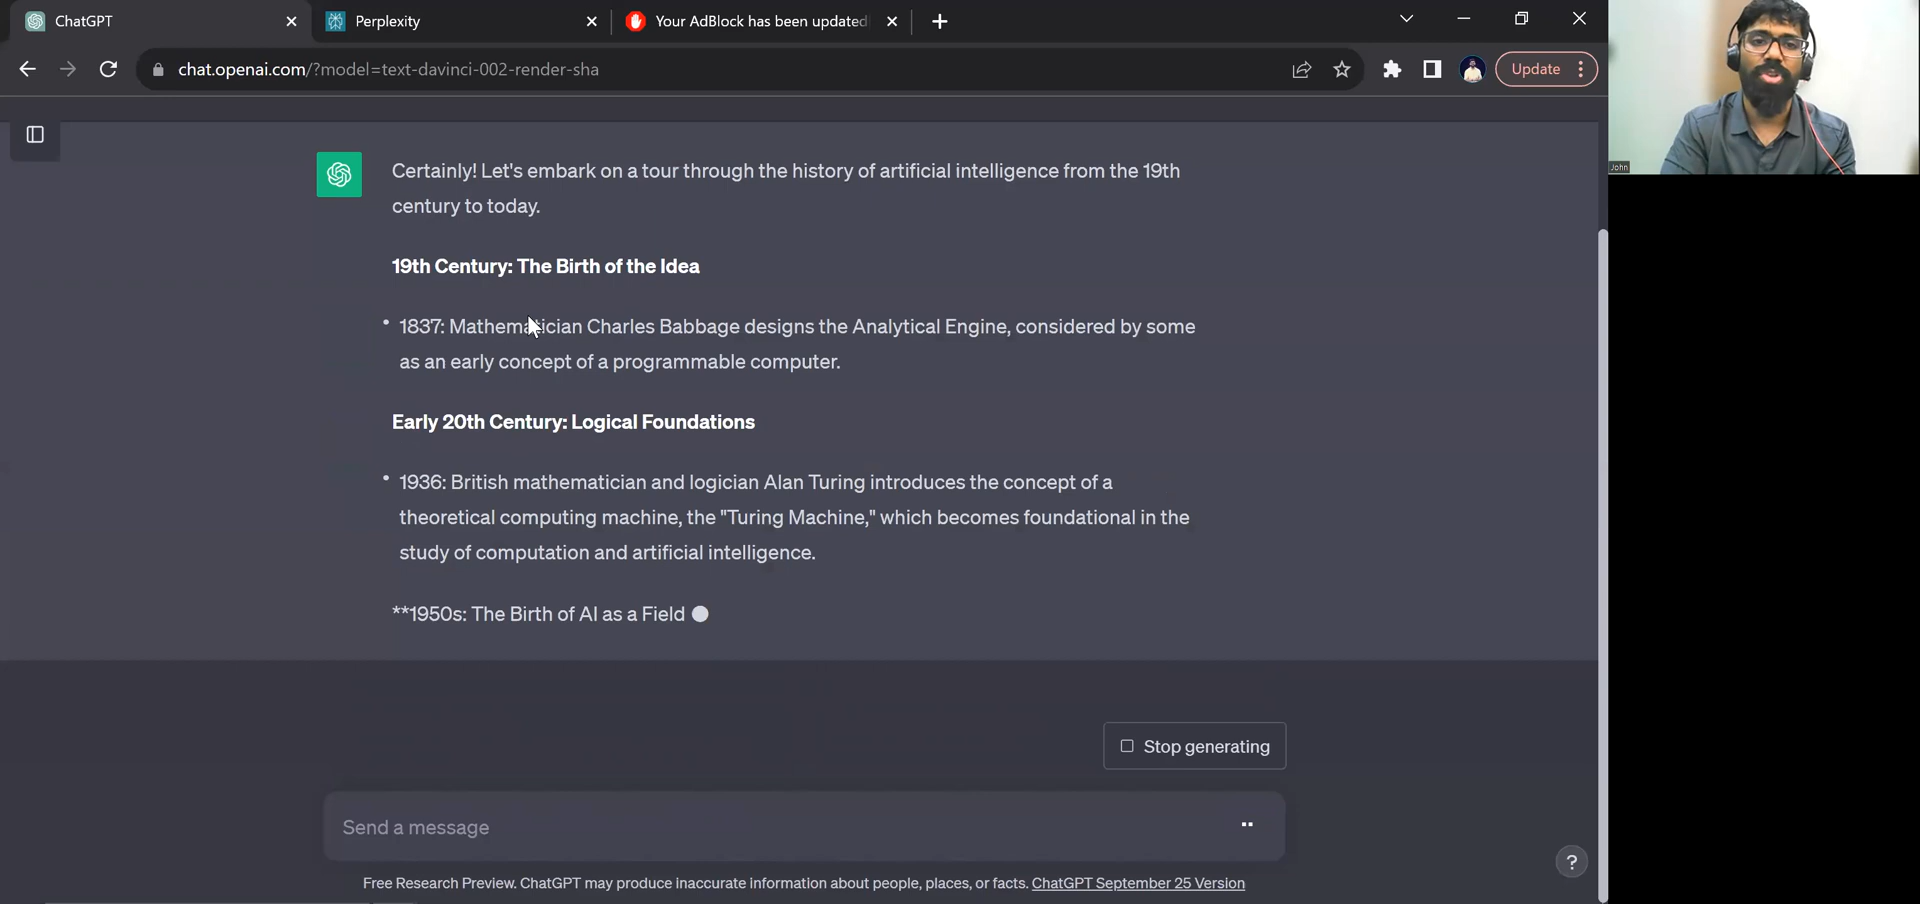 ChatGPT
Perplexity
Your AdBlock has been updated!
chat.openai.com/?model=text-davinci-002-render-sha
Update
John
Certainly! Let's embark on a tour through the history of artificial intelligence from the 19th
century to today.
19th Century: The Birth of the Idea
• 1837: Mathematician Charles Babbage designs the Analytical Engine, considered by some
as an early concept of a programmable computer.
Early 20th Century: Logical Foundations
• 1936: British mathematician and logician Alan Turing introduces the concept of a
theoretical computing machine, the "Turing Machine," which becomes foundational in the
study of computation and artificial intelligence.
**1950s: The Birth of AI as a Field
Stop generating
Send a message
Free Research Preview. ChatGPT may produce inaccurate information about people, places, or facts. ChatGPT September 25 Version
?